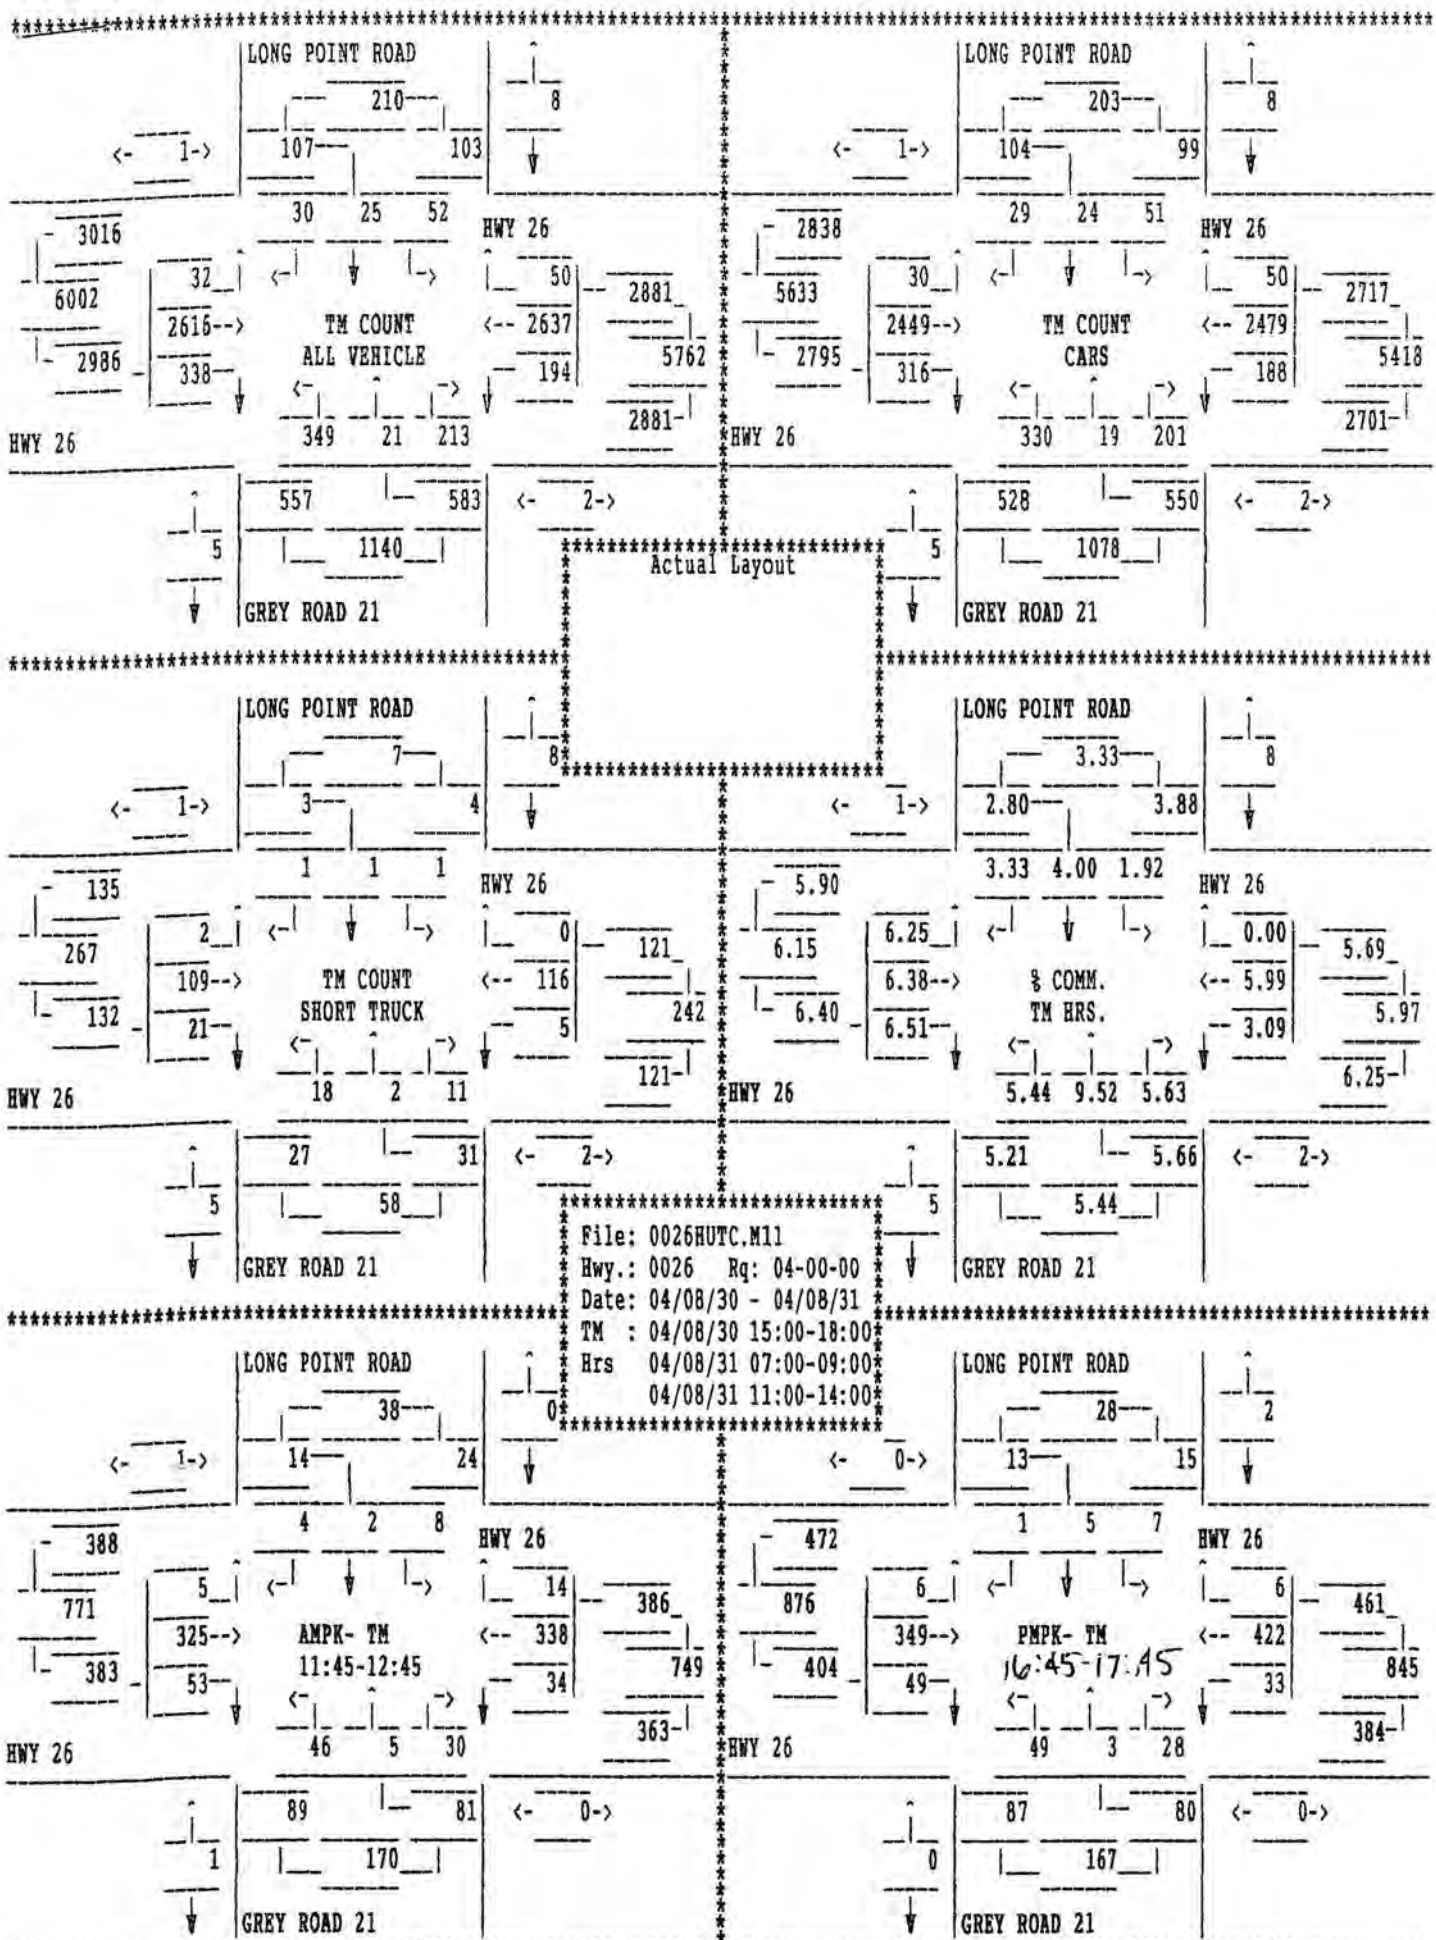 LONG POINT ROAD
210
8
<- 1->
107 103
30 25 52
3016
HWY 26
32
50
6002
2881
2616-->
TM COUNT
<-- 2637
ALL VEHICLE
5762
2986
338
194
349 21 213
2881
HWY 26
557 583
<- 2->
5
1140
GREY ROAD 21
LONG POINT ROAD
203
8
<- 1->
104 99
29 24 51
2838
HWY 26
30
50
5633
2717
2449-->
TM COUNT
<-- 2479
CARS
5418
2795
316
188
330 19 201
2701
HWY 26
528 550
<- 2->
5
1078
GREY ROAD 21
Actual Layout
LONG POINT ROAD
7
8
<- 1->
3 4
1 1 1
135
HWY 26
2
0
267
121
109-->
TM COUNT
<-- 116
SHORT TRUCK
242
132
21
5
18 2 11
121
HWY 26
27 31
<- 2->
5
58
GREY ROAD 21
LONG POINT ROAD
3.33
8
<- 1->
2.80 3.88
3.33 4.00 1.92
5.90
HWY 26
6.25
0.00
6.15
5.69
6.38-->
% COMM.
<-- 5.99
TM HRS.
5.97
6.40
6.51
3.09
5.44 9.52 5.63
6.25
HWY 26
5.21 5.66
<- 2->
5
5.44
GREY ROAD 21
File: 0026HUTC.M11
Hwy.: 0026 Rq: 04-00-00
Date: 04/08/30 - 04/08/31
TM : 04/08/30 15:00-18:00
Hrs 04/08/31 07:00-09:00
04/08/31 11:00-14:00
LONG POINT ROAD
38
0
<- 1->
14 24
4 2 8
388
HWY 26
5
14
771
386
325-->
AMPK- TM
<-- 338
11:45-12:45
749
383
53
34
46 5 30
363
HWY 26
89 81
<- 0->
1
170
GREY ROAD 21
LONG POINT ROAD
28
2
<- 0->
13 15
1 5 7
472
HWY 26
6
6
876
461
349-->
PMPK- TM
<-- 422
16:45-17:45
845
404
49
33
49 3 28
384
HWY 26
87 80
<- 0->
0
167
GREY ROAD 21